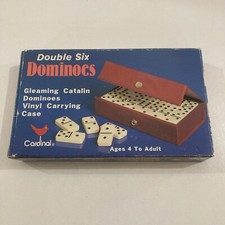 Double Six
Dominoes
Gleaming Catalin
Dominoes
Vinyl Carrying
Case
Cardinal®
Ages 4 To Adult